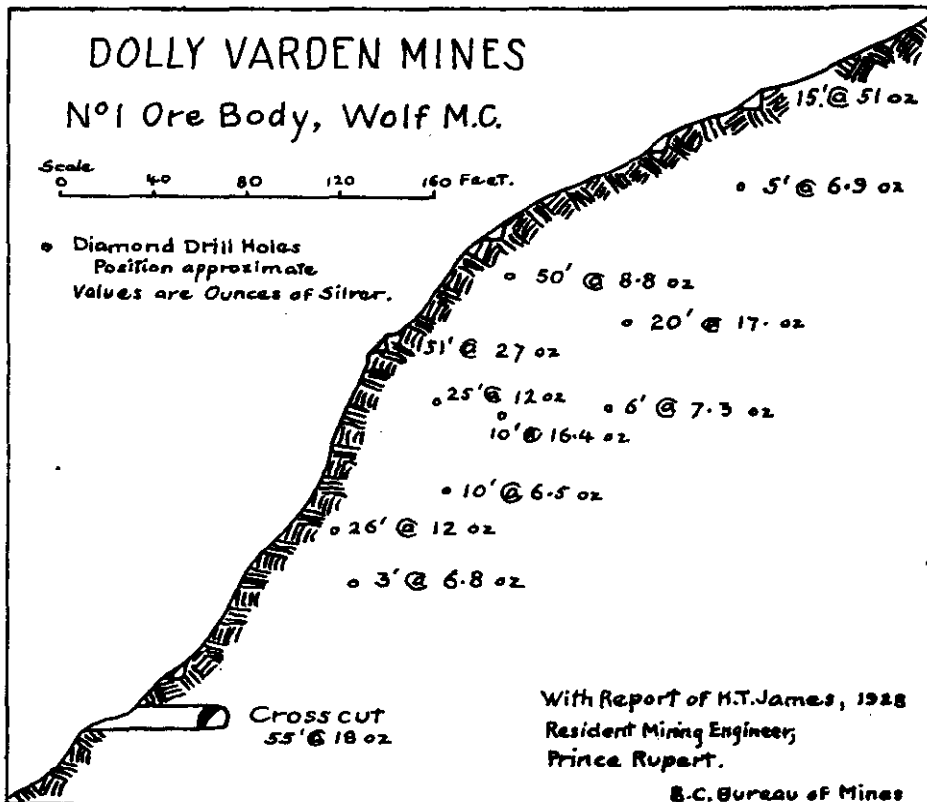 DOLLY VARDEN MINES
Nº1 Ore Body, Wolf M.C.
Scale
0 40 80 120 160 Feet.
Diamond Drill Holes
Position approximate
Values are Ounces of Silver.
15' @ 51 oz
5' @ 6.9 oz
50' @ 8.8 oz
20' @ 17. oz
51' @ 27 oz
25' @ 12 oz
6' @ 7.3 oz
10' @ 16.4 oz
10' @ 6.5 oz
26' @ 12 oz
3' @ 6.8 oz
Cross cut
55' @ 18 oz
With Report of H.T. James, 1928
Resident Mining Engineer,
Prince Rupert.
B.C. Bureau of Mines